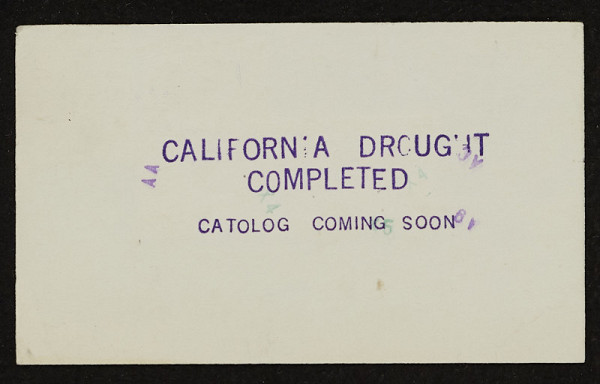 CALIFORNIA DROUGHT
COMPLETED
CATOLOG COMING SOON